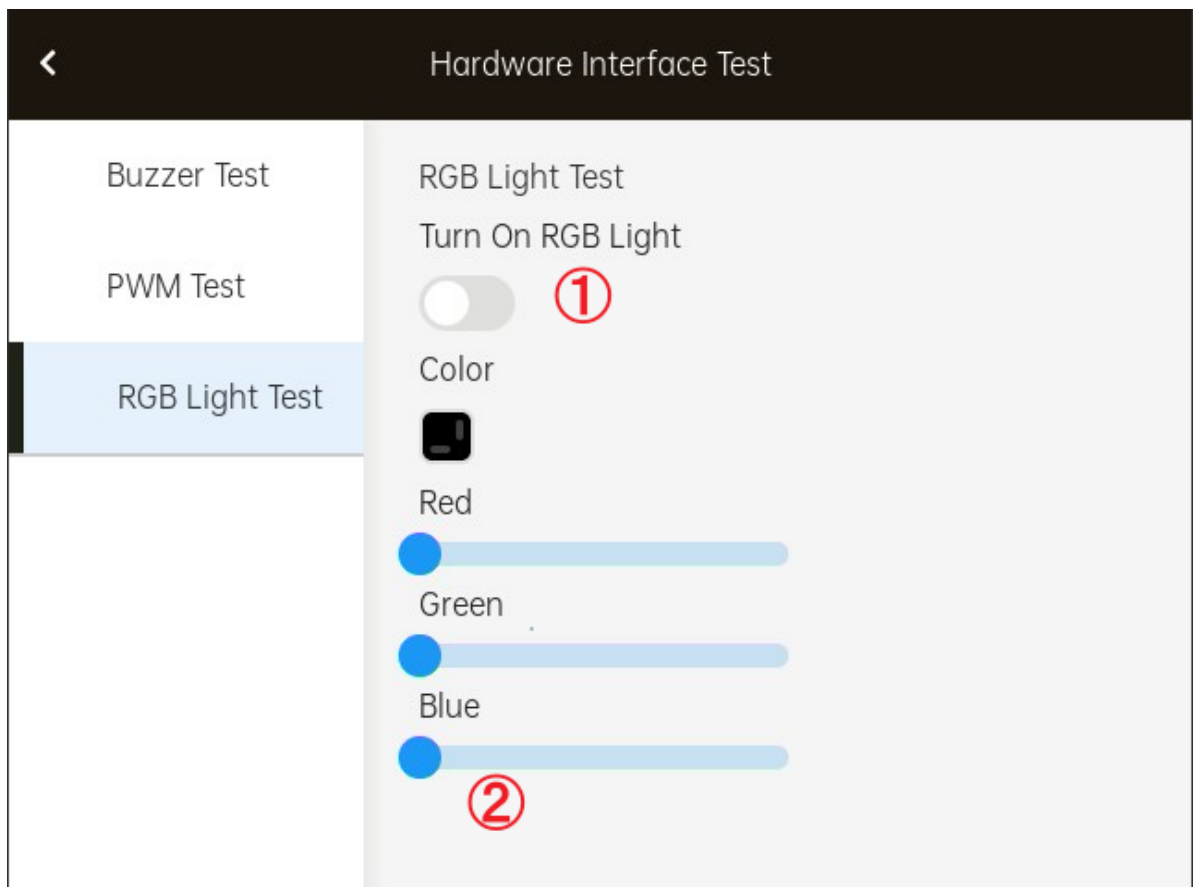 Hardware Interface Test
Buzzer Test
PWM Test
RGB Light Test
RGB Light Test
Turn On RGB Light
①
Color
Red
Green
Blue
②